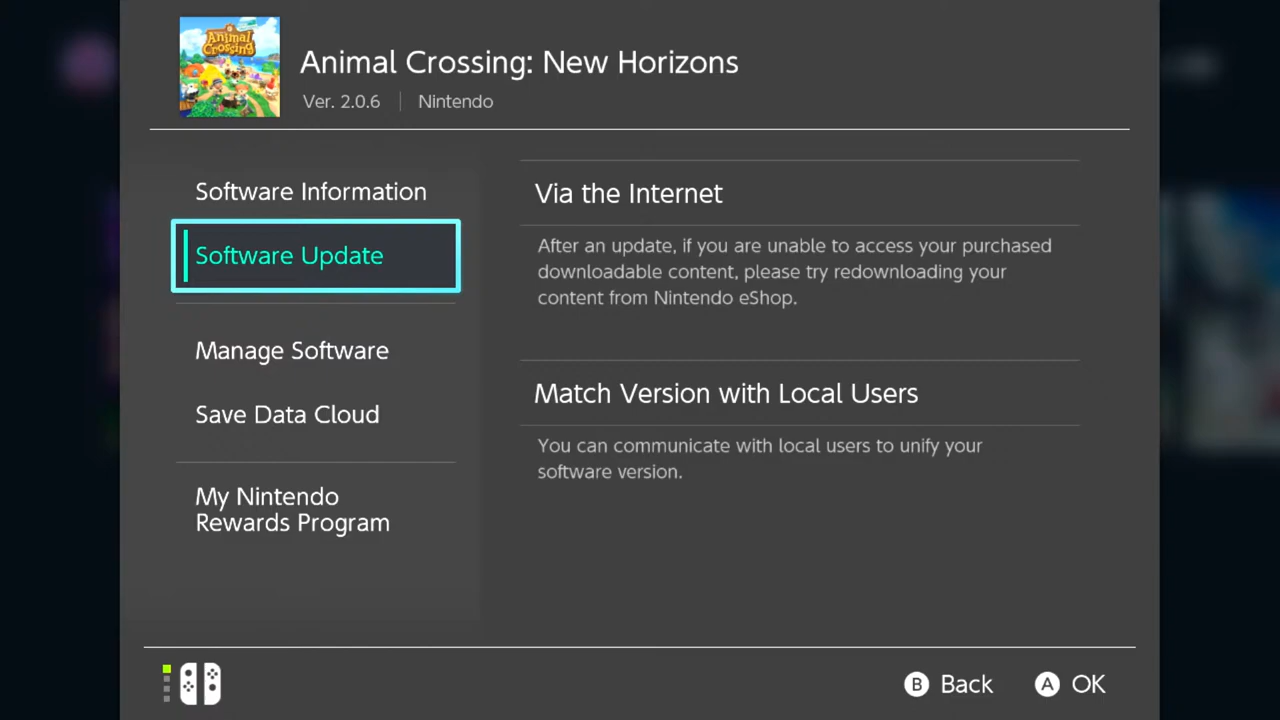 Animal Crossing
Animal Crossing: New Horizons
Ver. 2.0.6
Nintendo
Software Information
Software Update
Manage Software
Save Data Cloud
My Nintendo
Rewards Program
Via the Internet
After an update, if you are unable to access your purchased
downloadable content, please try redownloading your
content from Nintendo eShop.
Match Version with Local Users
You can communicate with local users to unify your
software version.
B Back
A OK